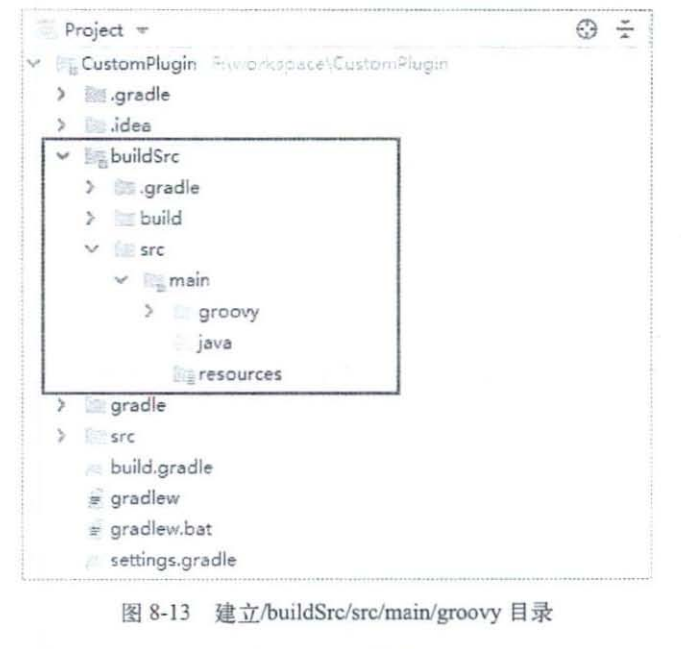 Project
CustomPlugin F:\workspace\CustomPlugin
.gradle
.idea
buildSrc
.gradle
build
src
main
groovy
java
resources
gradle
src
build.gradle
gradlew
gradlew.bat
settings.gradle
图 8-13 建立/buildSrc/src/main/groovy 目录